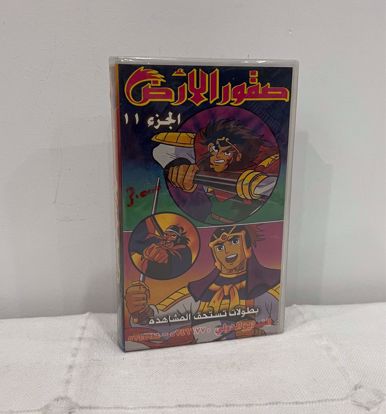 صقور الأرض
الجزء ١١
بطولات تستحق المشاهدة